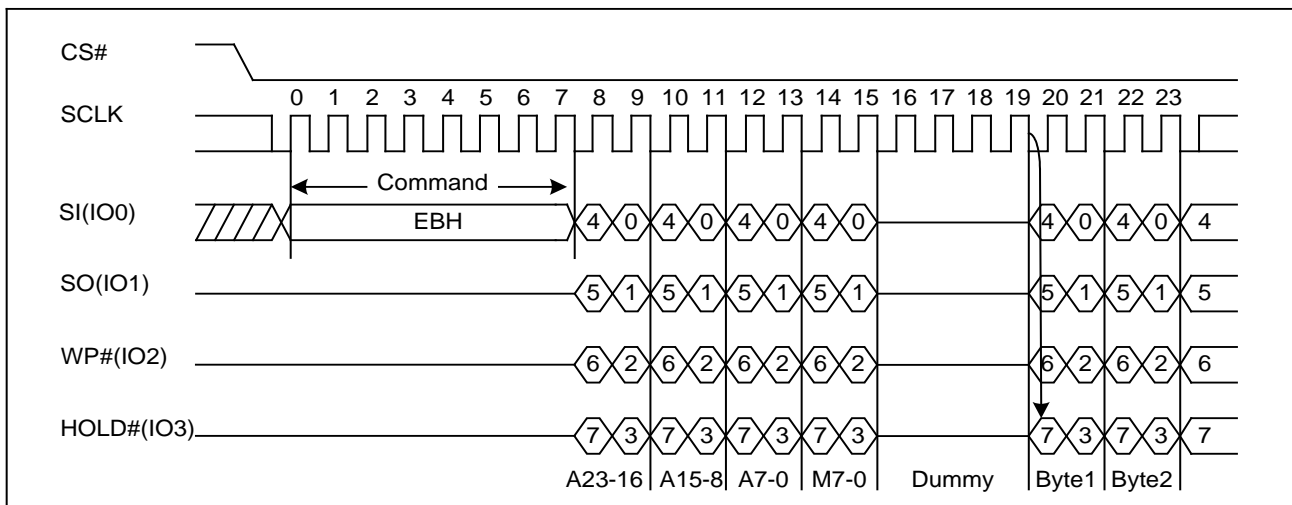 CS#
0 1 2 3 4 5 6 7 8 9 10 11 12 13 14 15 16 17 18 19 20 21 22 23
SCLK
Command
SI(IO0) EBH 4 0 4 0 4 0 4 0 4 0 4 0 4
SO(IO1) 5 1 5 1 5 1 5 1 5 1 5 1 5
WP#(IO2) 6 2 6 2 6 2 6 2 6 2 6 2 6
HOLD#(IO3) 7 3 7 3 7 3 7 3 7 3 7 3 7
A23-16 A15-8 A7-0 M7-0 Dummy Byte1 Byte2